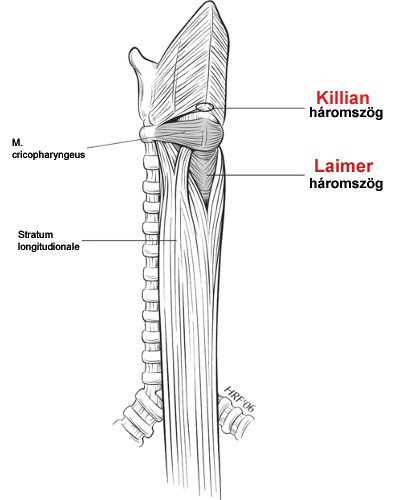 Killian
háromszög
M.
cricopharyngeus
Laimer
háromszög
Stratum
longitudionale
HRF'06